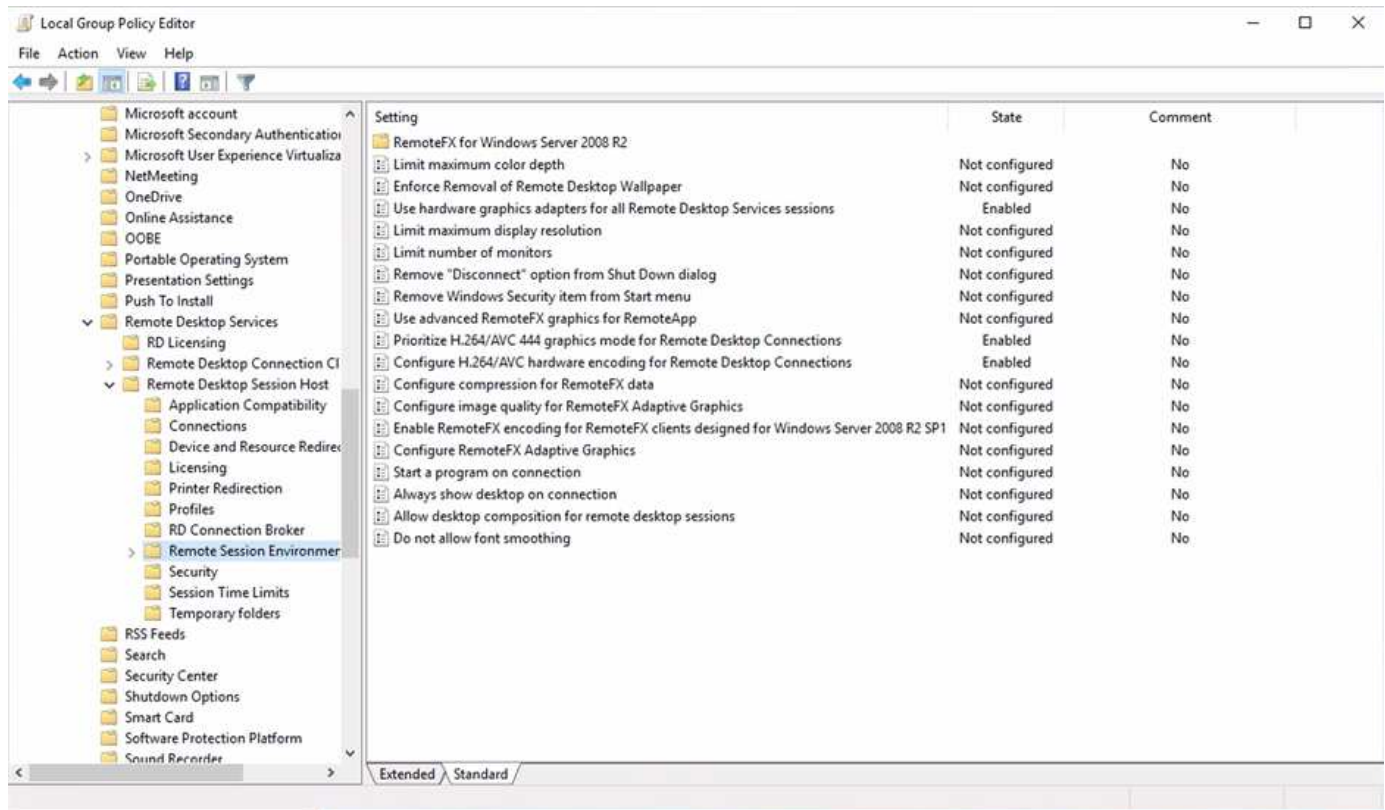 Local Group Policy Editor
File Action View Help
Microsoft account
Microsoft Secondary Authentication
Microsoft User Experience Virtualiza
NetMeeting
OneDrive
Online Assistance
OOBE
Portable Operating System
Presentation Settings
Push To Install
Remote Desktop Services
RD Licensing
Remote Desktop Connection Cl
Remote Desktop Session Host
Application Compatibility
Connections
Device and Resource Redirec
Licensing
Printer Redirection
Profiles
RD Connection Broker
Remote Session Environmen
Security
Session Time Limits
Temporary folders
RSS Feeds
Search
Security Center
Shutdown Options
Smart Card
Software Protection Platform
Sound Recorder
Setting State Comment
RemoteFX for Windows Server 2008 R2
Limit maximum color depth Not configured No
Enforce Removal of Remote Desktop Wallpaper Not configured No
Use hardware graphics adapters for all Remote Desktop Services sessions Enabled No
Limit maximum display resolution Not configured No
Limit number of monitors Not configured No
Remove "Disconnect" option from Shut Down dialog Not configured No
Remove Windows Security item from Start menu Not configured No
Use advanced RemoteFX graphics for RemoteApp Not configured No
Prioritize H.264/AVC 444 graphics mode for Remote Desktop Connections Enabled No
Configure H.264/AVC hardware encoding for Remote Desktop Connections Enabled No
Configure compression for RemoteFX data Not configured No
Configure image quality for RemoteFX Adaptive Graphics Not configured No
Enable RemoteFX encoding for RemoteFX clients designed for Windows Server 2008 R2 SP1 Not configured No
Configure RemoteFX Adaptive Graphics Not configured No
Start a program on connection Not configured No
Always show desktop on connection Not configured No
Allow desktop composition for remote desktop sessions Not configured No
Do not allow font smoothing Not configured No
Extended Standard